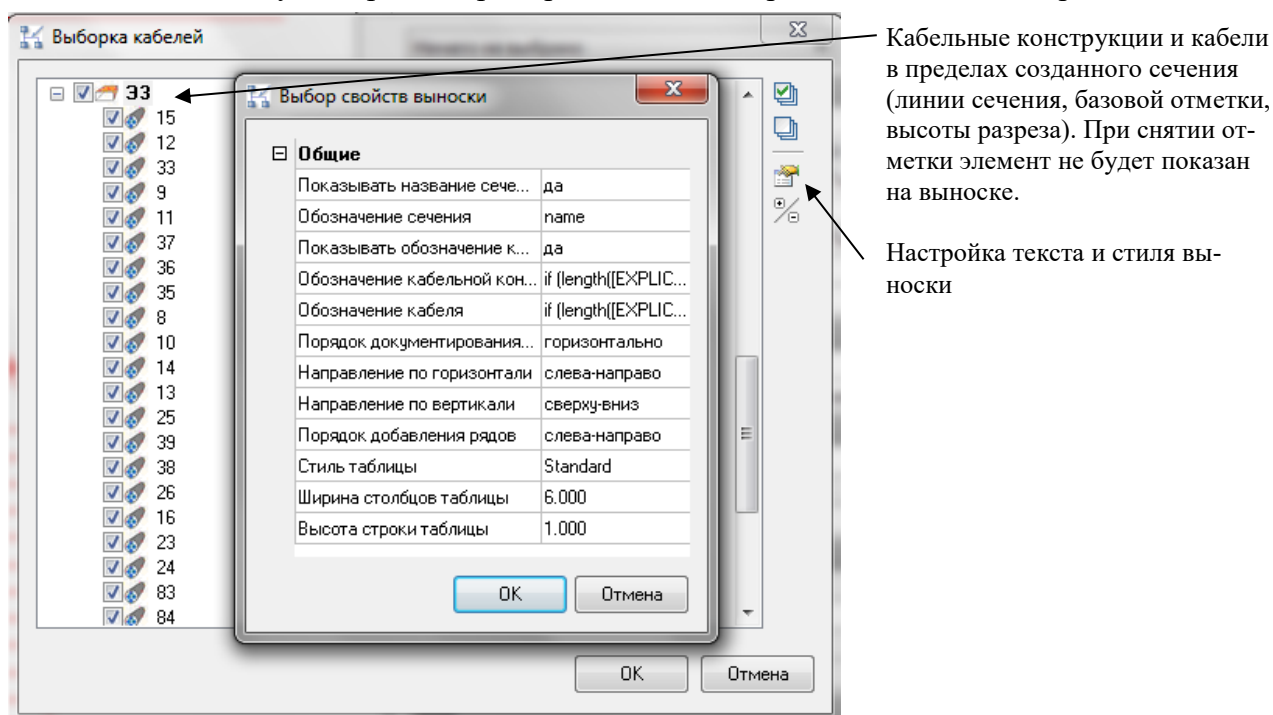 Выборка кабелей
ЭЗ
15
12
33
9
11
37
36
35
8
10
14
13
25
39
38
26
16
23
24
83
84
Выбор свойств выноски
Общие
Показывать название сече... да
Обозначение сечения name
Показывать обозначение к... да
Обозначение кабельной кон... if (length([EXPLIC...
Обозначение кабеля if (length([EXPLIC...
Порядок документирования... горизонтально
Направление по горизонтали слева-направо
Направление по вертикали сверху-вниз
Порядок добавления рядов слева-направо
Стиль таблицы Standard
Ширина столбцов таблицы 6.000
Высота строки таблицы 1.000
OK Отмена
OK Отмена
Кабельные конструкции и кабели
в пределах созданного сечения
(линии сечения, базовой отметки,
высоты разреза). При снятии от-
метки элемент не будет показан
на выноске.
Настройка текста и стиля вы-
носки